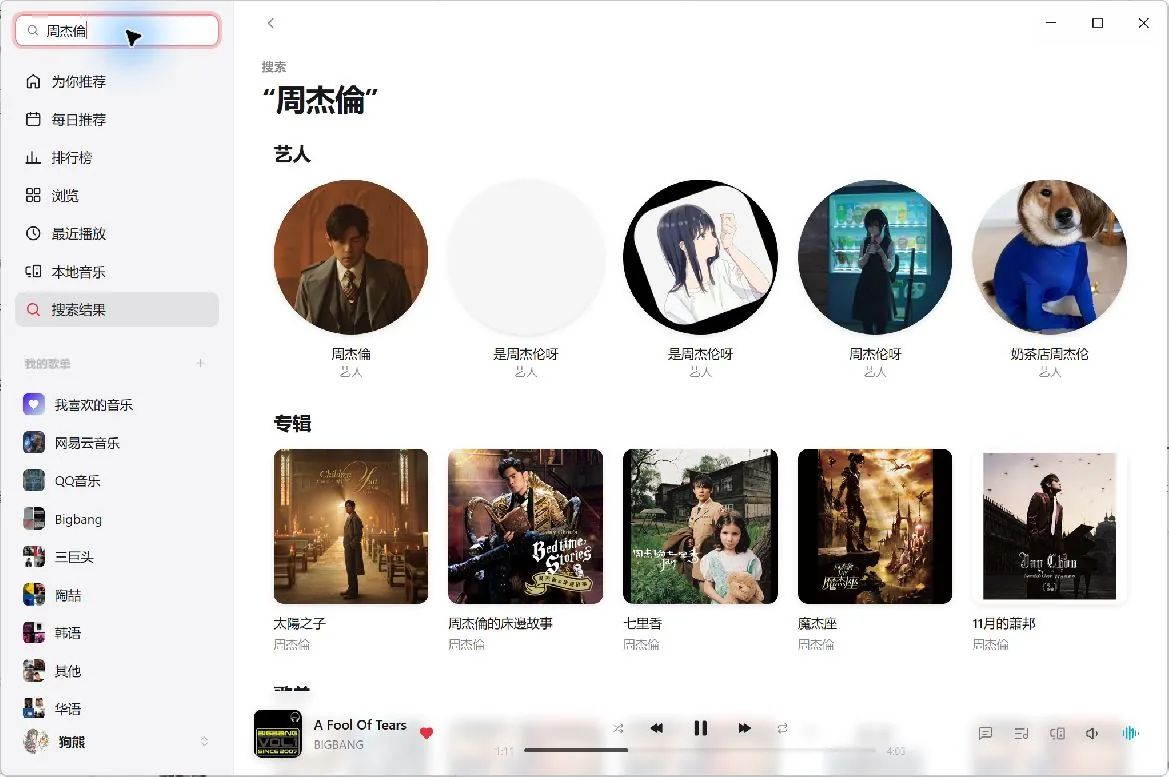 周杰倫
为你推荐
每日推荐
排行榜
浏览
最近播放
本地音乐
搜索结果
我的歌单
我喜欢的音乐
网易云音乐
QQ音乐
Bigbang
三巨头
陶喆
韩语
其他
华语
狗熊
搜索
“周杰倫”
艺人
周杰倫
艺人
是周杰伦呀
艺人
是周杰伦呀
艺人
周杰伦呀
艺人
奶茶店周杰伦
艺人
专辑
Bedtime Stories
太陽之子
周杰倫
周杰倫的床邊故事
周杰倫
七里香
周杰倫
魔杰座
周杰倫
11月的蕭邦
周杰倫
BIGBANG
VOL.1
SINCE 2007
A Fool Of Tears
BIGBANG
1:11
4:03